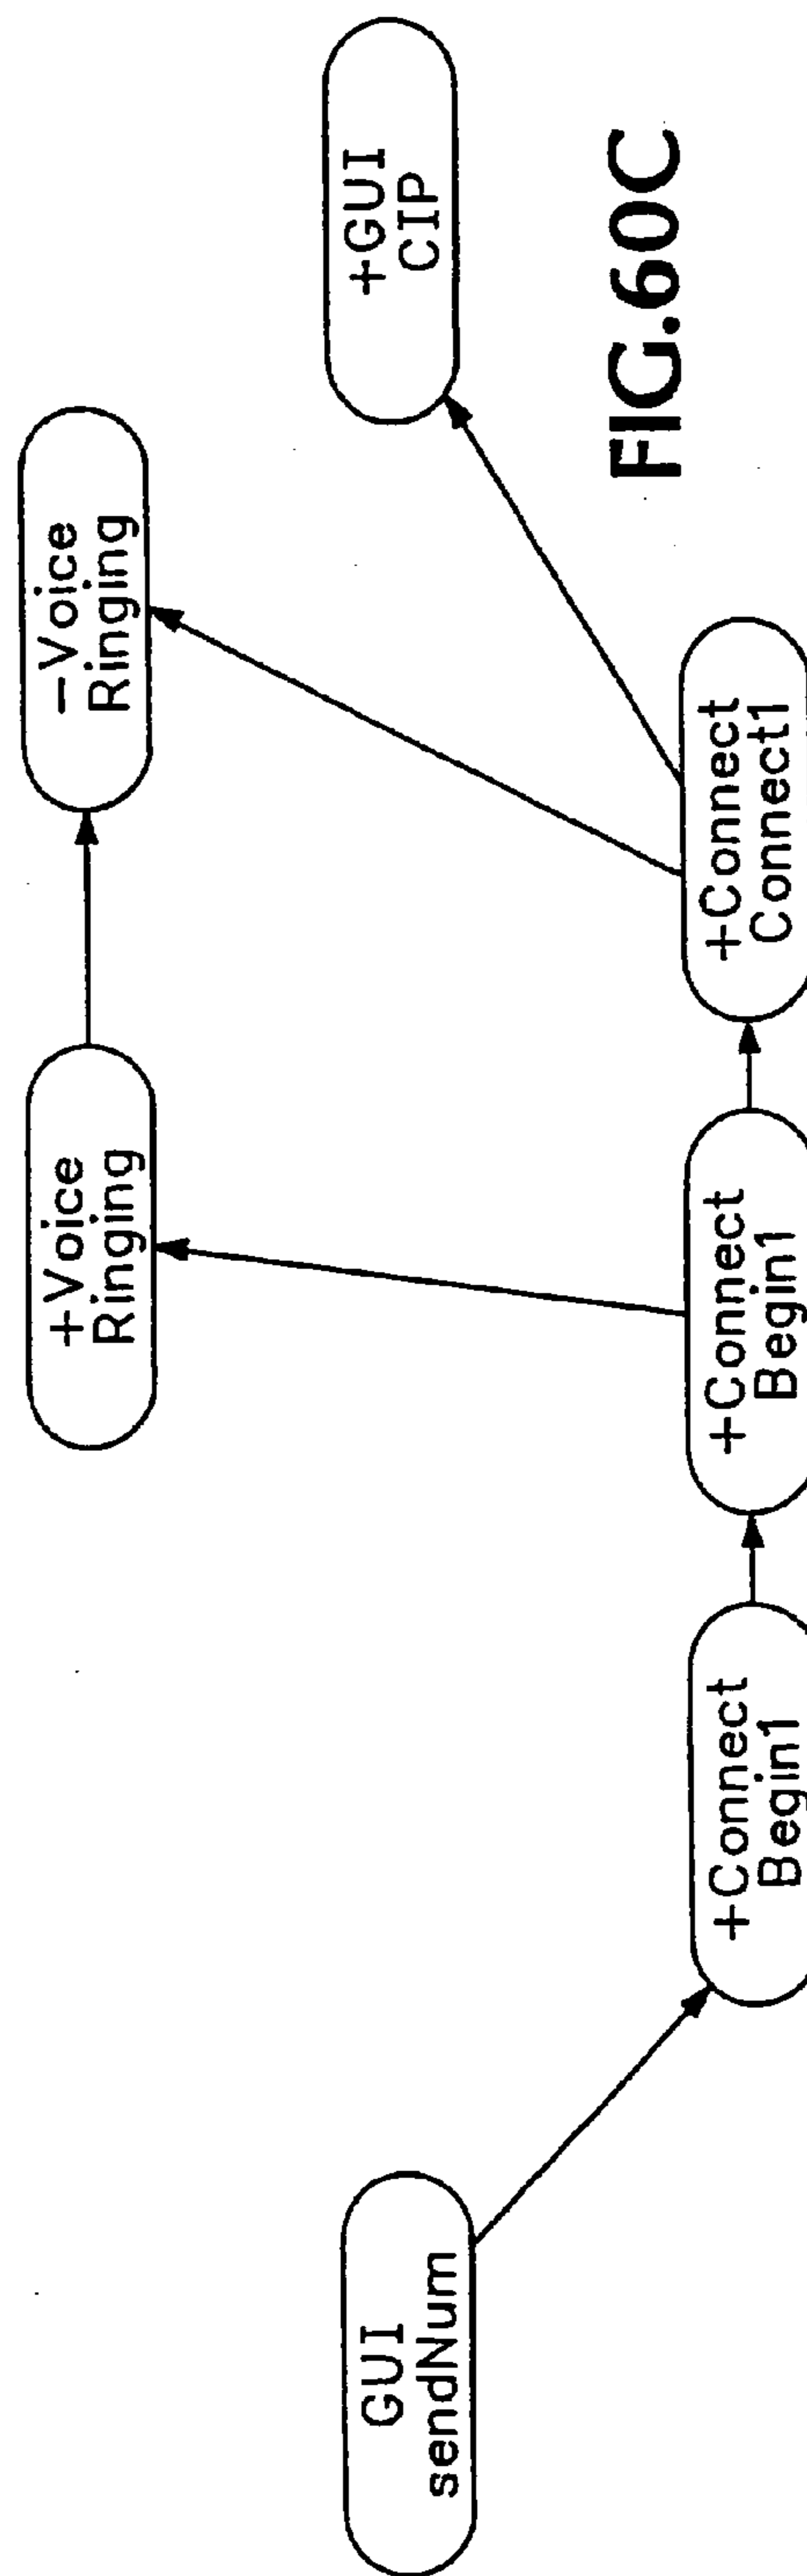 +Voice
Ringing
-Voice
Ringing
GUI
sendNum
+GUI
CIP
+Connect
Begin1
+Connect
Begin1
+Connect
Connect1
FIG.60C